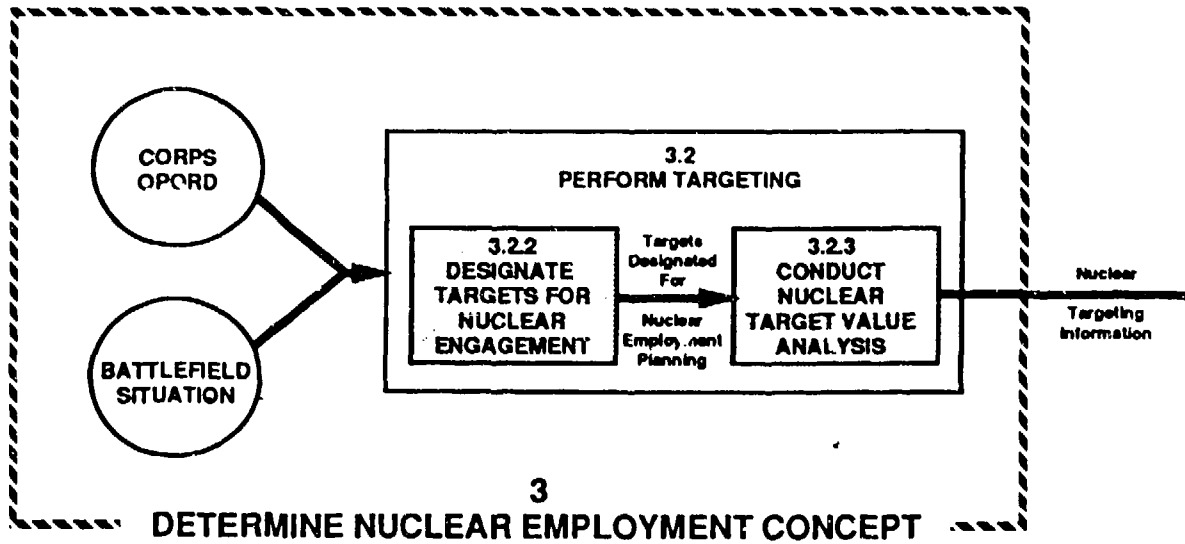 CORPS
OPORD
BATTLEFIELD
SITUATION
3.2
PERFORM TARGETING
3.2.2
DESIGNATE
TARGETS FOR
NUCLEAR
ENGAGEMENT
Targets
Designated
For
Nuclear
Employment
Planning
3.2.3
CONDUCT
NUCLEAR
TARGET VALUE
ANALYSIS
Nuclear
Targeting
Information
3
DETERMINE NUCLEAR EMPLOYMENT CONCEPT